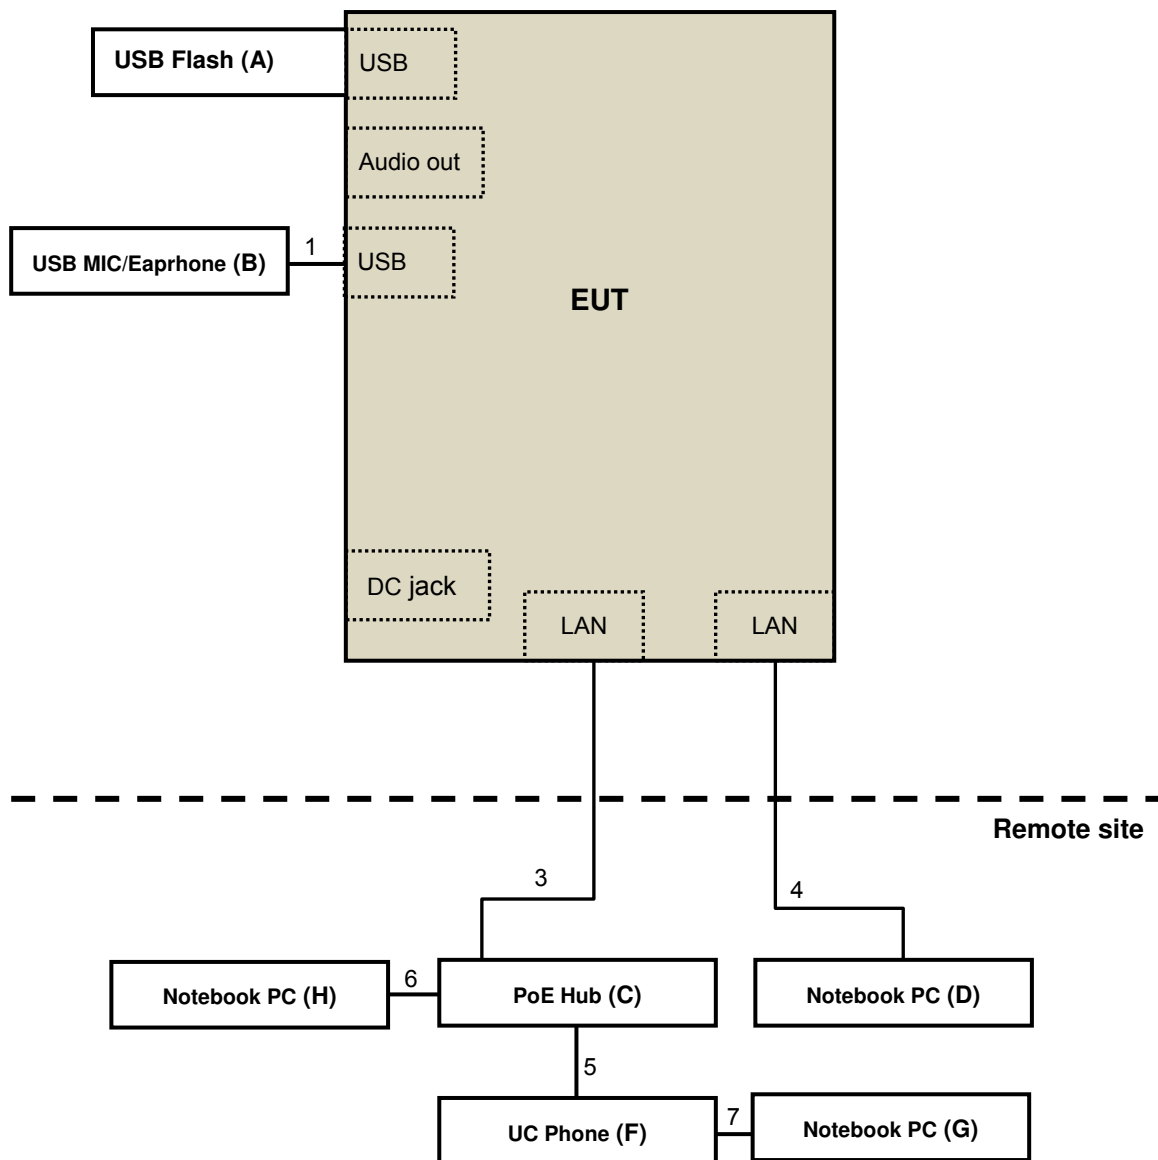 USB Flash (A)
USB
Audio out
USB MIC/Eaprhone (B)
1
USB
EUT
DC jack
LAN
LAN
Remote site
3
4
Notebook PC (H)
6
PoE Hub (C)
Notebook PC (D)
5
UC Phone (F)
7
Notebook PC (G)